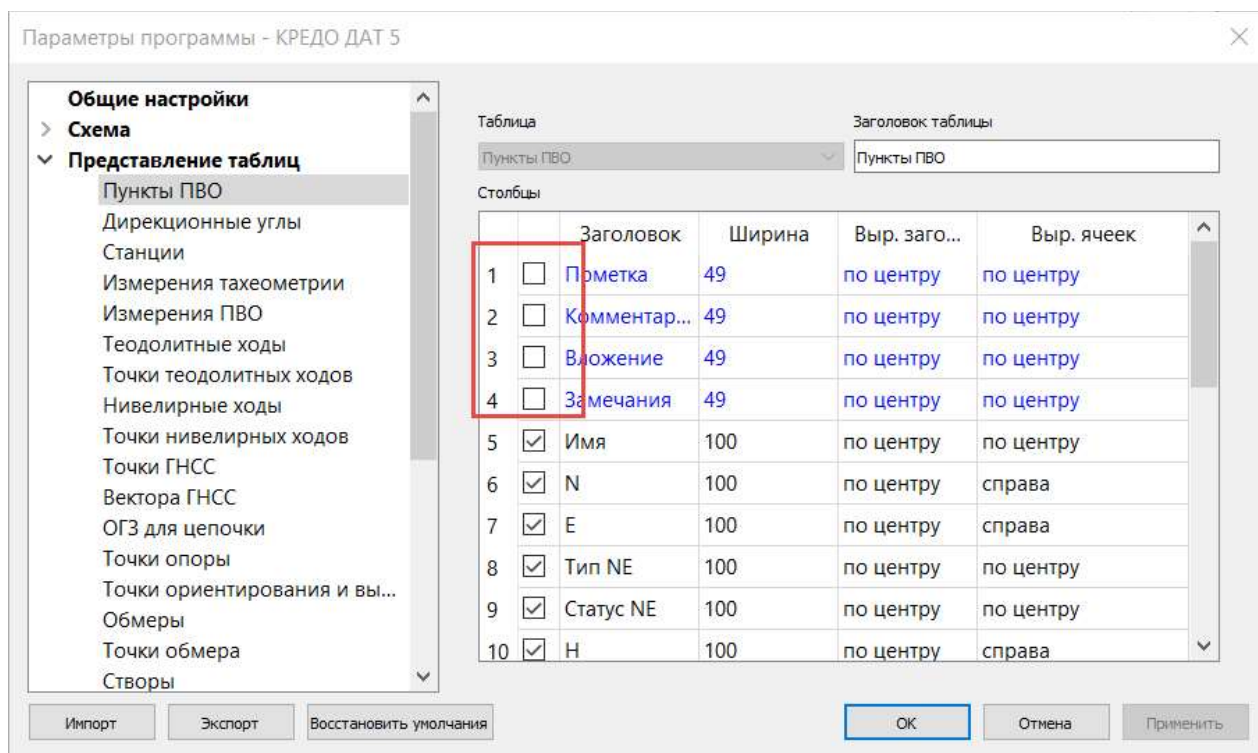 Параметры программы - КРЕДО ДАТ 5
Общие настройки
Схема
Представление таблиц
Пункты ПВО
Дирекционные углы
Станции
Измерения тахеометрии
Измерения ПВО
Теодолитные ходы
Точки теодолитных ходов
Нивелирные ходы
Точки нивелирных ходов
Точки ГНСС
Вектора ГНСС
ОГЗ для цепочки
Точки опоры
Точки ориентирования и вы...
Обмеры
Точки обмера
Створы
Таблица Заголовок таблицы
Пункты ПВО Пункты ПВО
Столбцы
Заголовок Ширина Выр. заго... Выр. ячеек
1 Пометка 49 по центру по центру
2 Комментар... 49 по центру по центру
3 Вложение 49 по центру по центру
4 Замечания 49 по центру по центру
5 Имя 100 по центру по центру
6 N 100 по центру справа
7 E 100 по центру справа
8 Тип NE 100 по центру по центру
9 Статус NE 100 по центру по центру
10 H 100 по центру справа
Импорт Экспорт Восстановить умолчания OK Отмена Применить